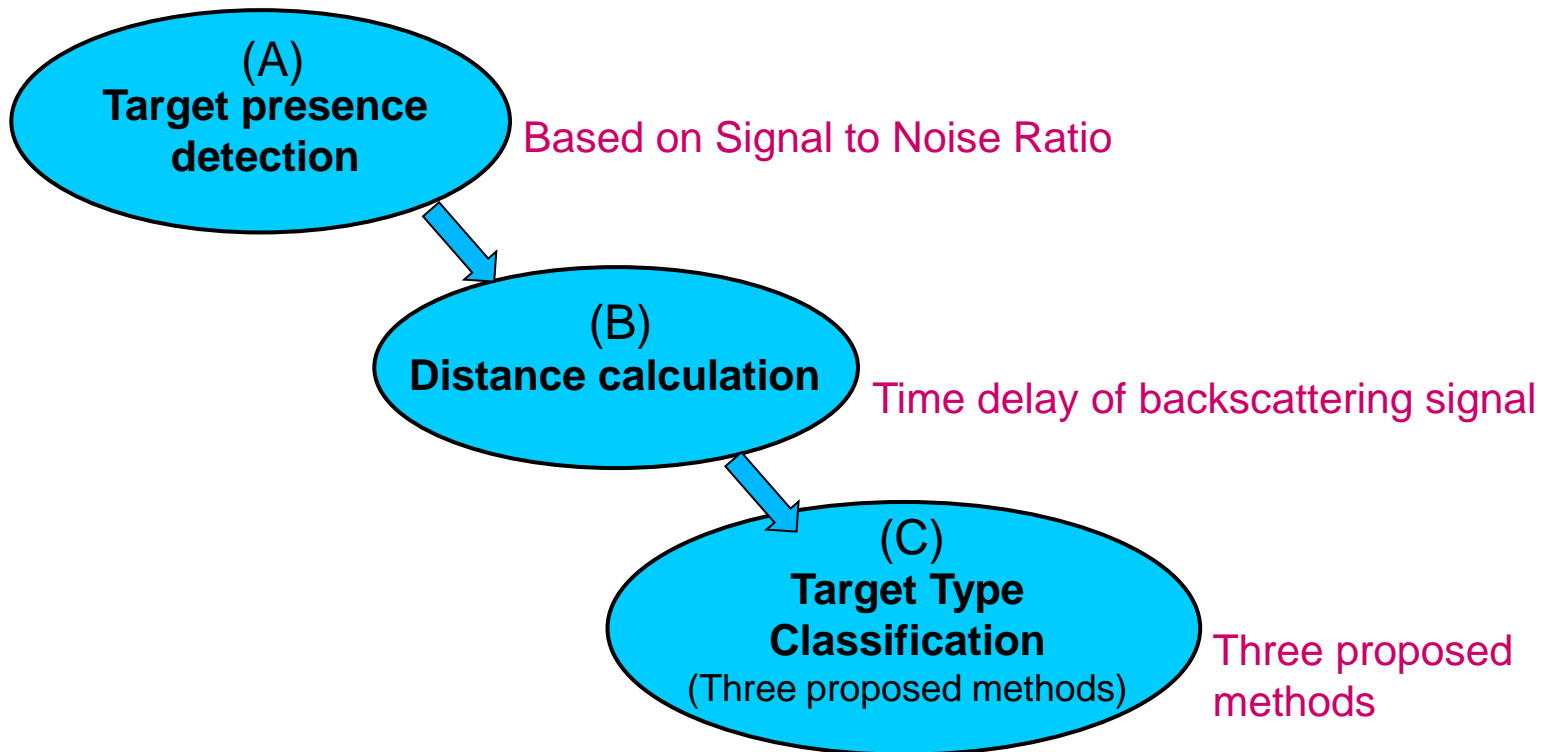 (A)
Target presence
detection
Based on Signal to Noise Ratio
(B)
Distance calculation
Time delay of backscattering signal
(C)
Target Type
Classification
(Three proposed methods)
Three proposed
methods